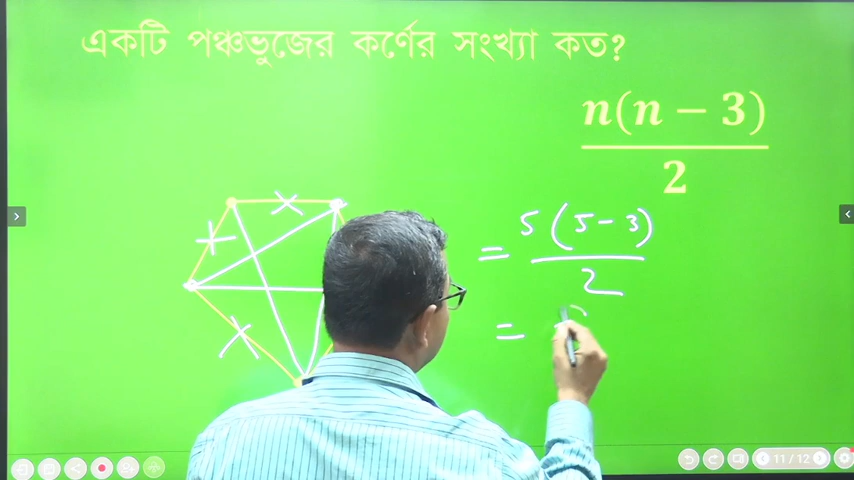 একটি পঞ্চভুজের কর্ণের সংখ্যা কত?
n(n − 3)
2
= 5 (5 - 3)
2
=
11 / 12